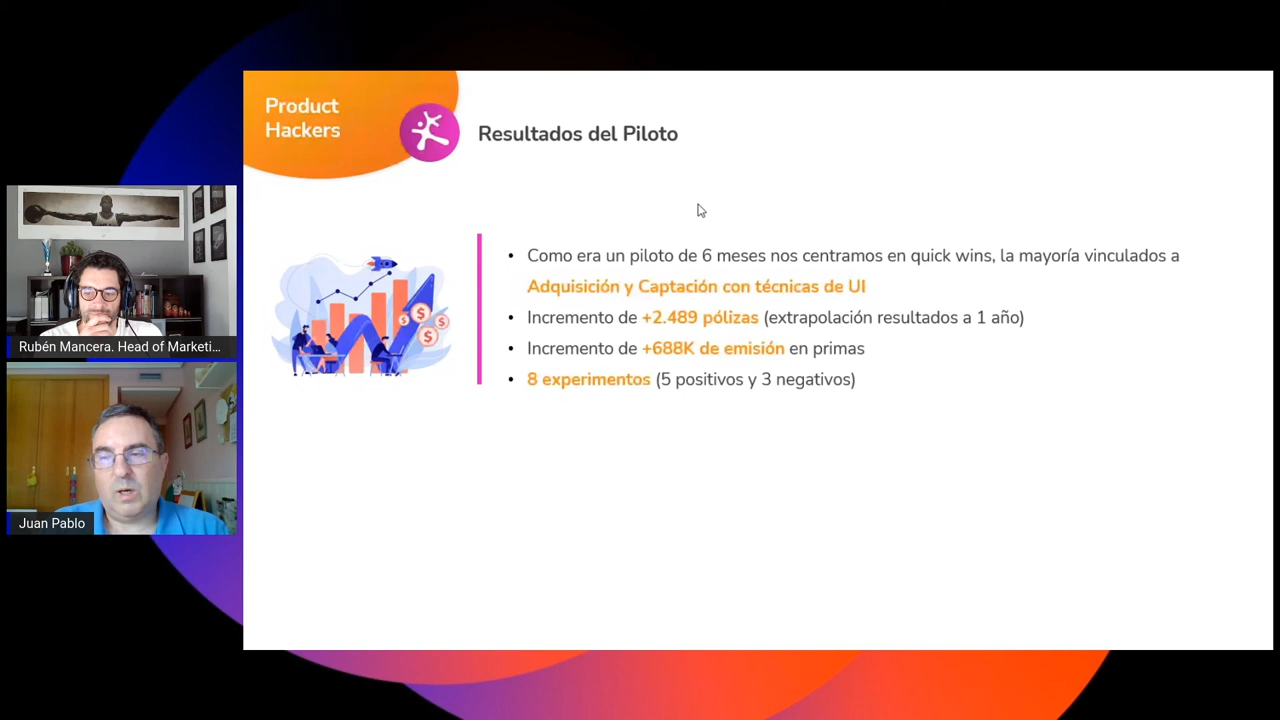 Product
Hackers
Resultados del Piloto
• Como era un piloto de 6 meses nos centramos en quick wins, la mayoría vinculados a
Adquisición y Captación con técnicas de UI
• Incremento de +2.489 pólizas (extrapolación resultados a 1 año)
• Incremento de +688K de emisión en primas
• 8 experimentos (5 positivos y 3 negativos)
Rubén Mancera. Head of Marketi...
Juan Pablo